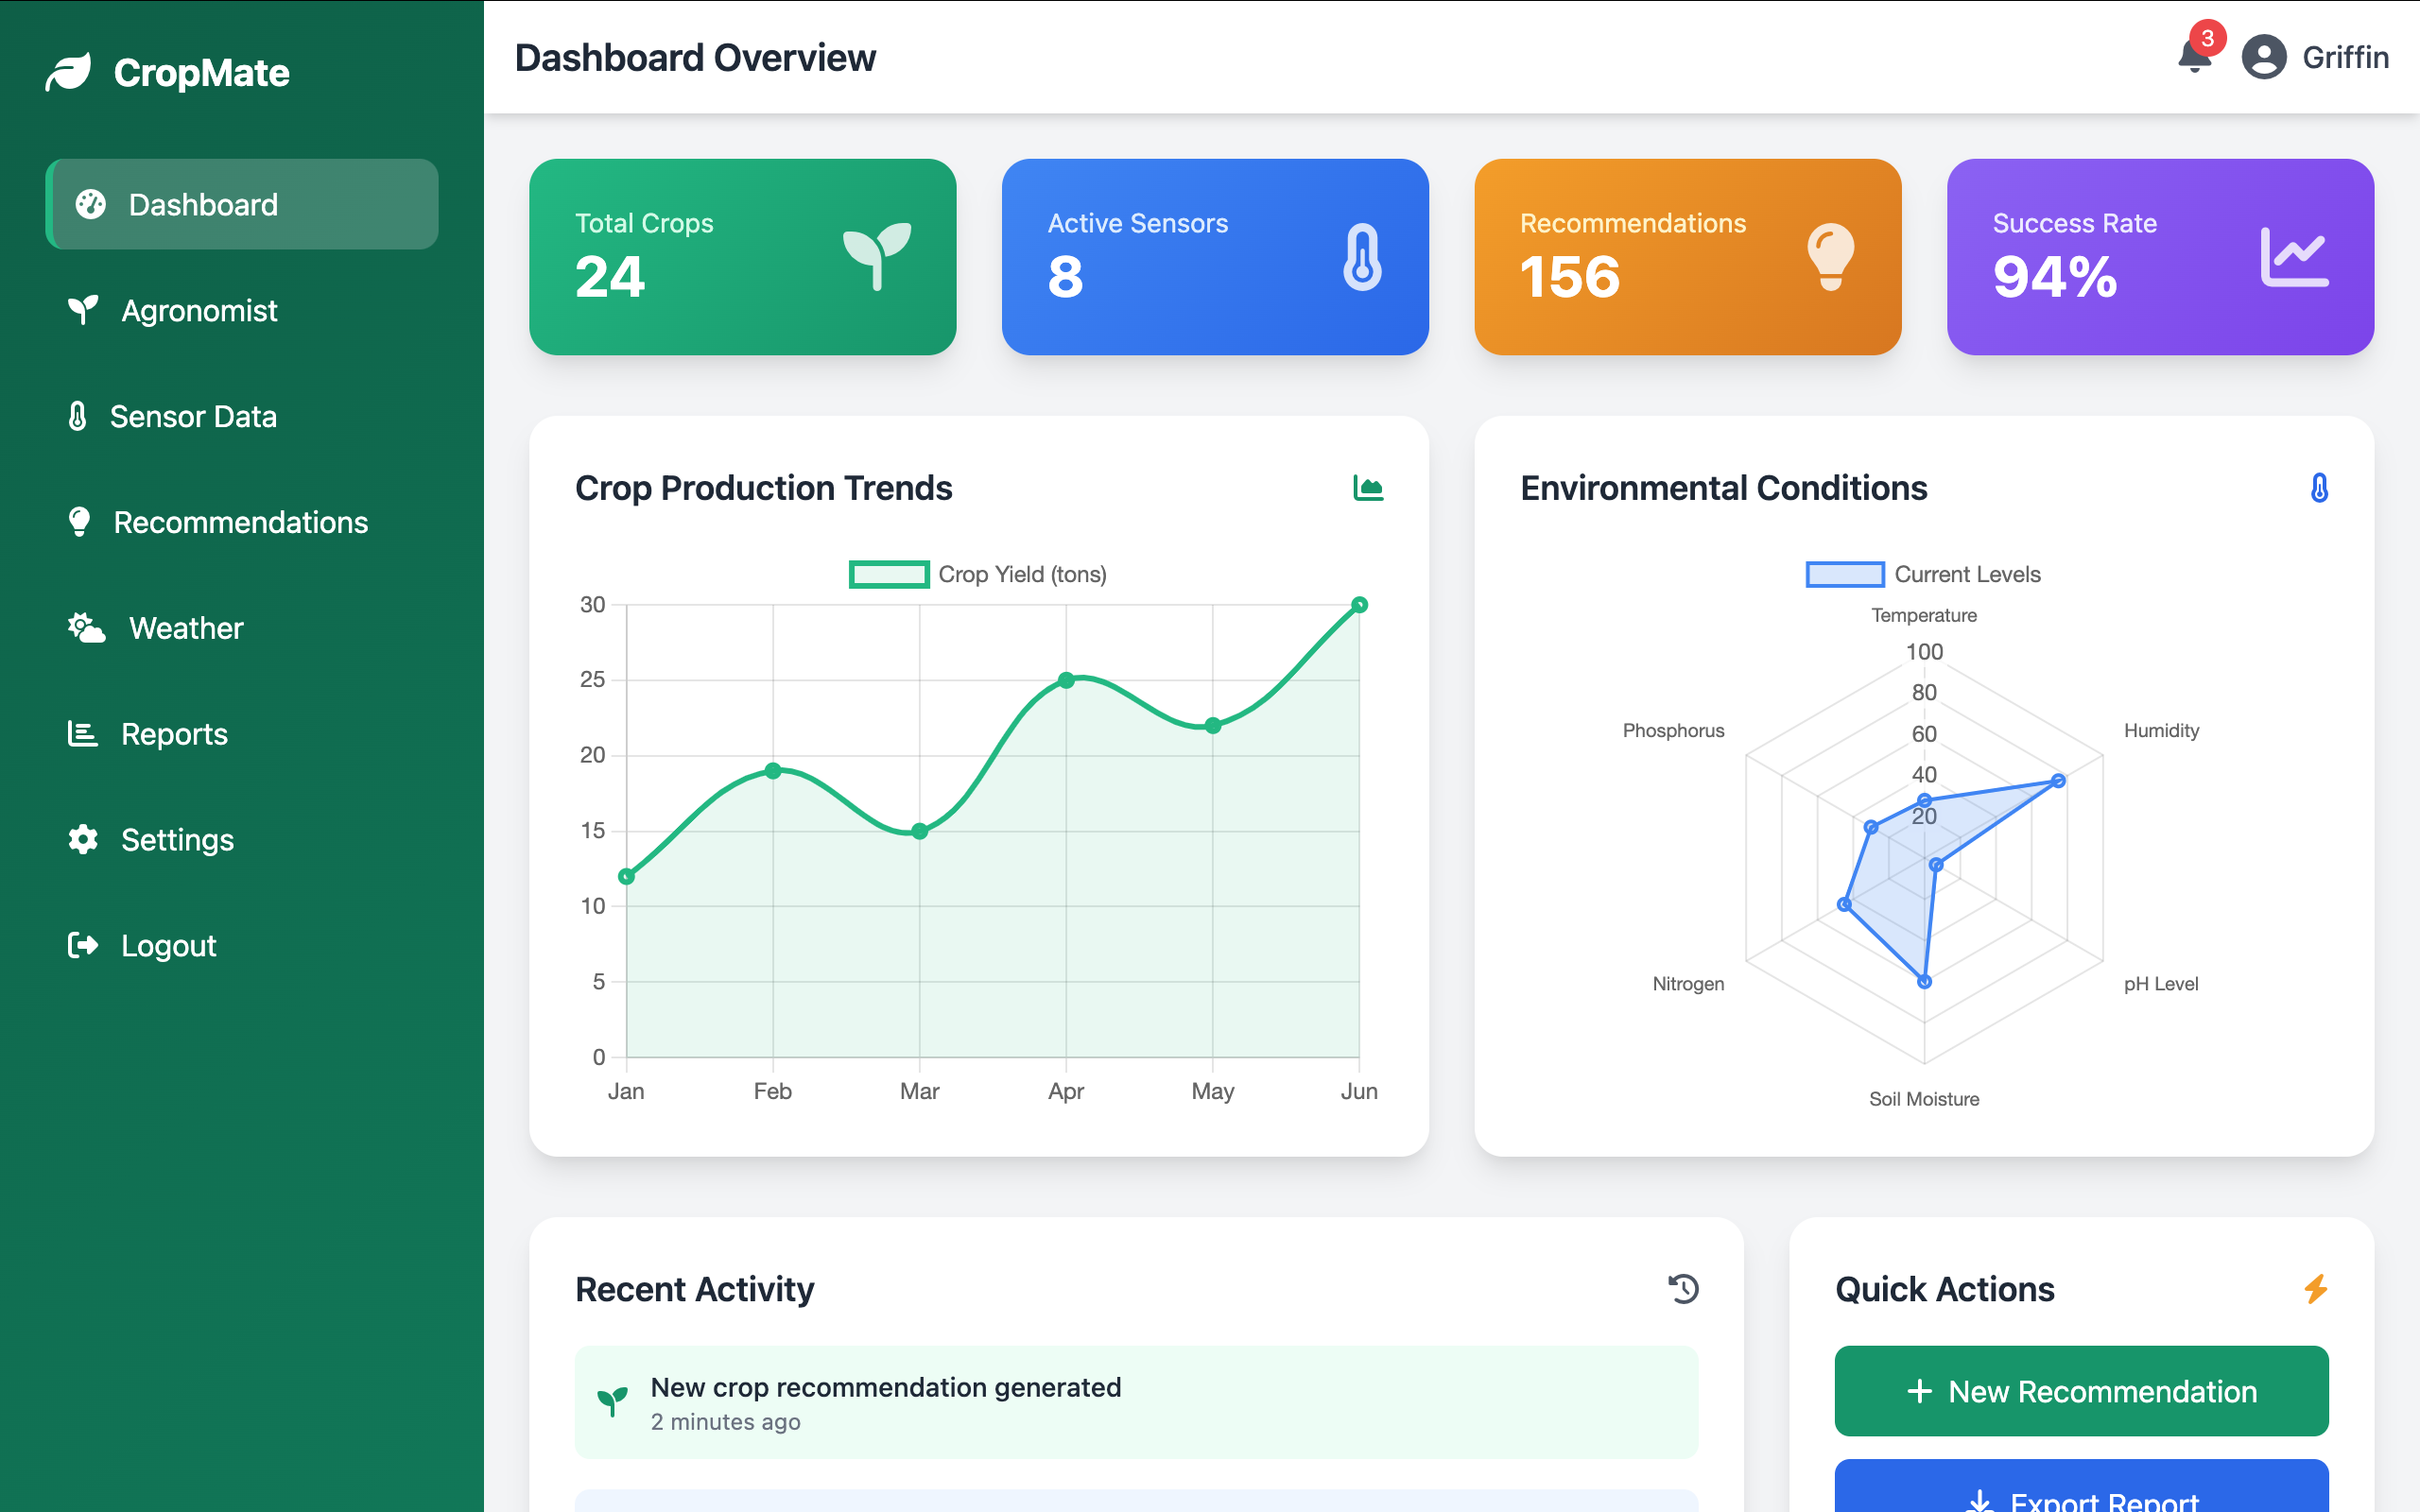 CropMate
Dashboard
Agronomist
Sensor Data
Recommendations
Weather
Reports
Settings
Logout
Dashboard Overview
3
Griffin
Total Crops
24
Active Sensors
8
Recommendations
156
Success Rate
94%
Crop Production Trends
Crop Yield (tons)
30
25
20
15
10
5
0
Jan Feb Mar Apr May Jun
Environmental Conditions
Current Levels
Temperature
100
80
60
40
20
Humidity
pH Level
Soil Moisture
Nitrogen
Phosphorus
Recent Activity
New crop recommendation generated
2 minutes ago
Quick Actions
New Recommendation
Export Report